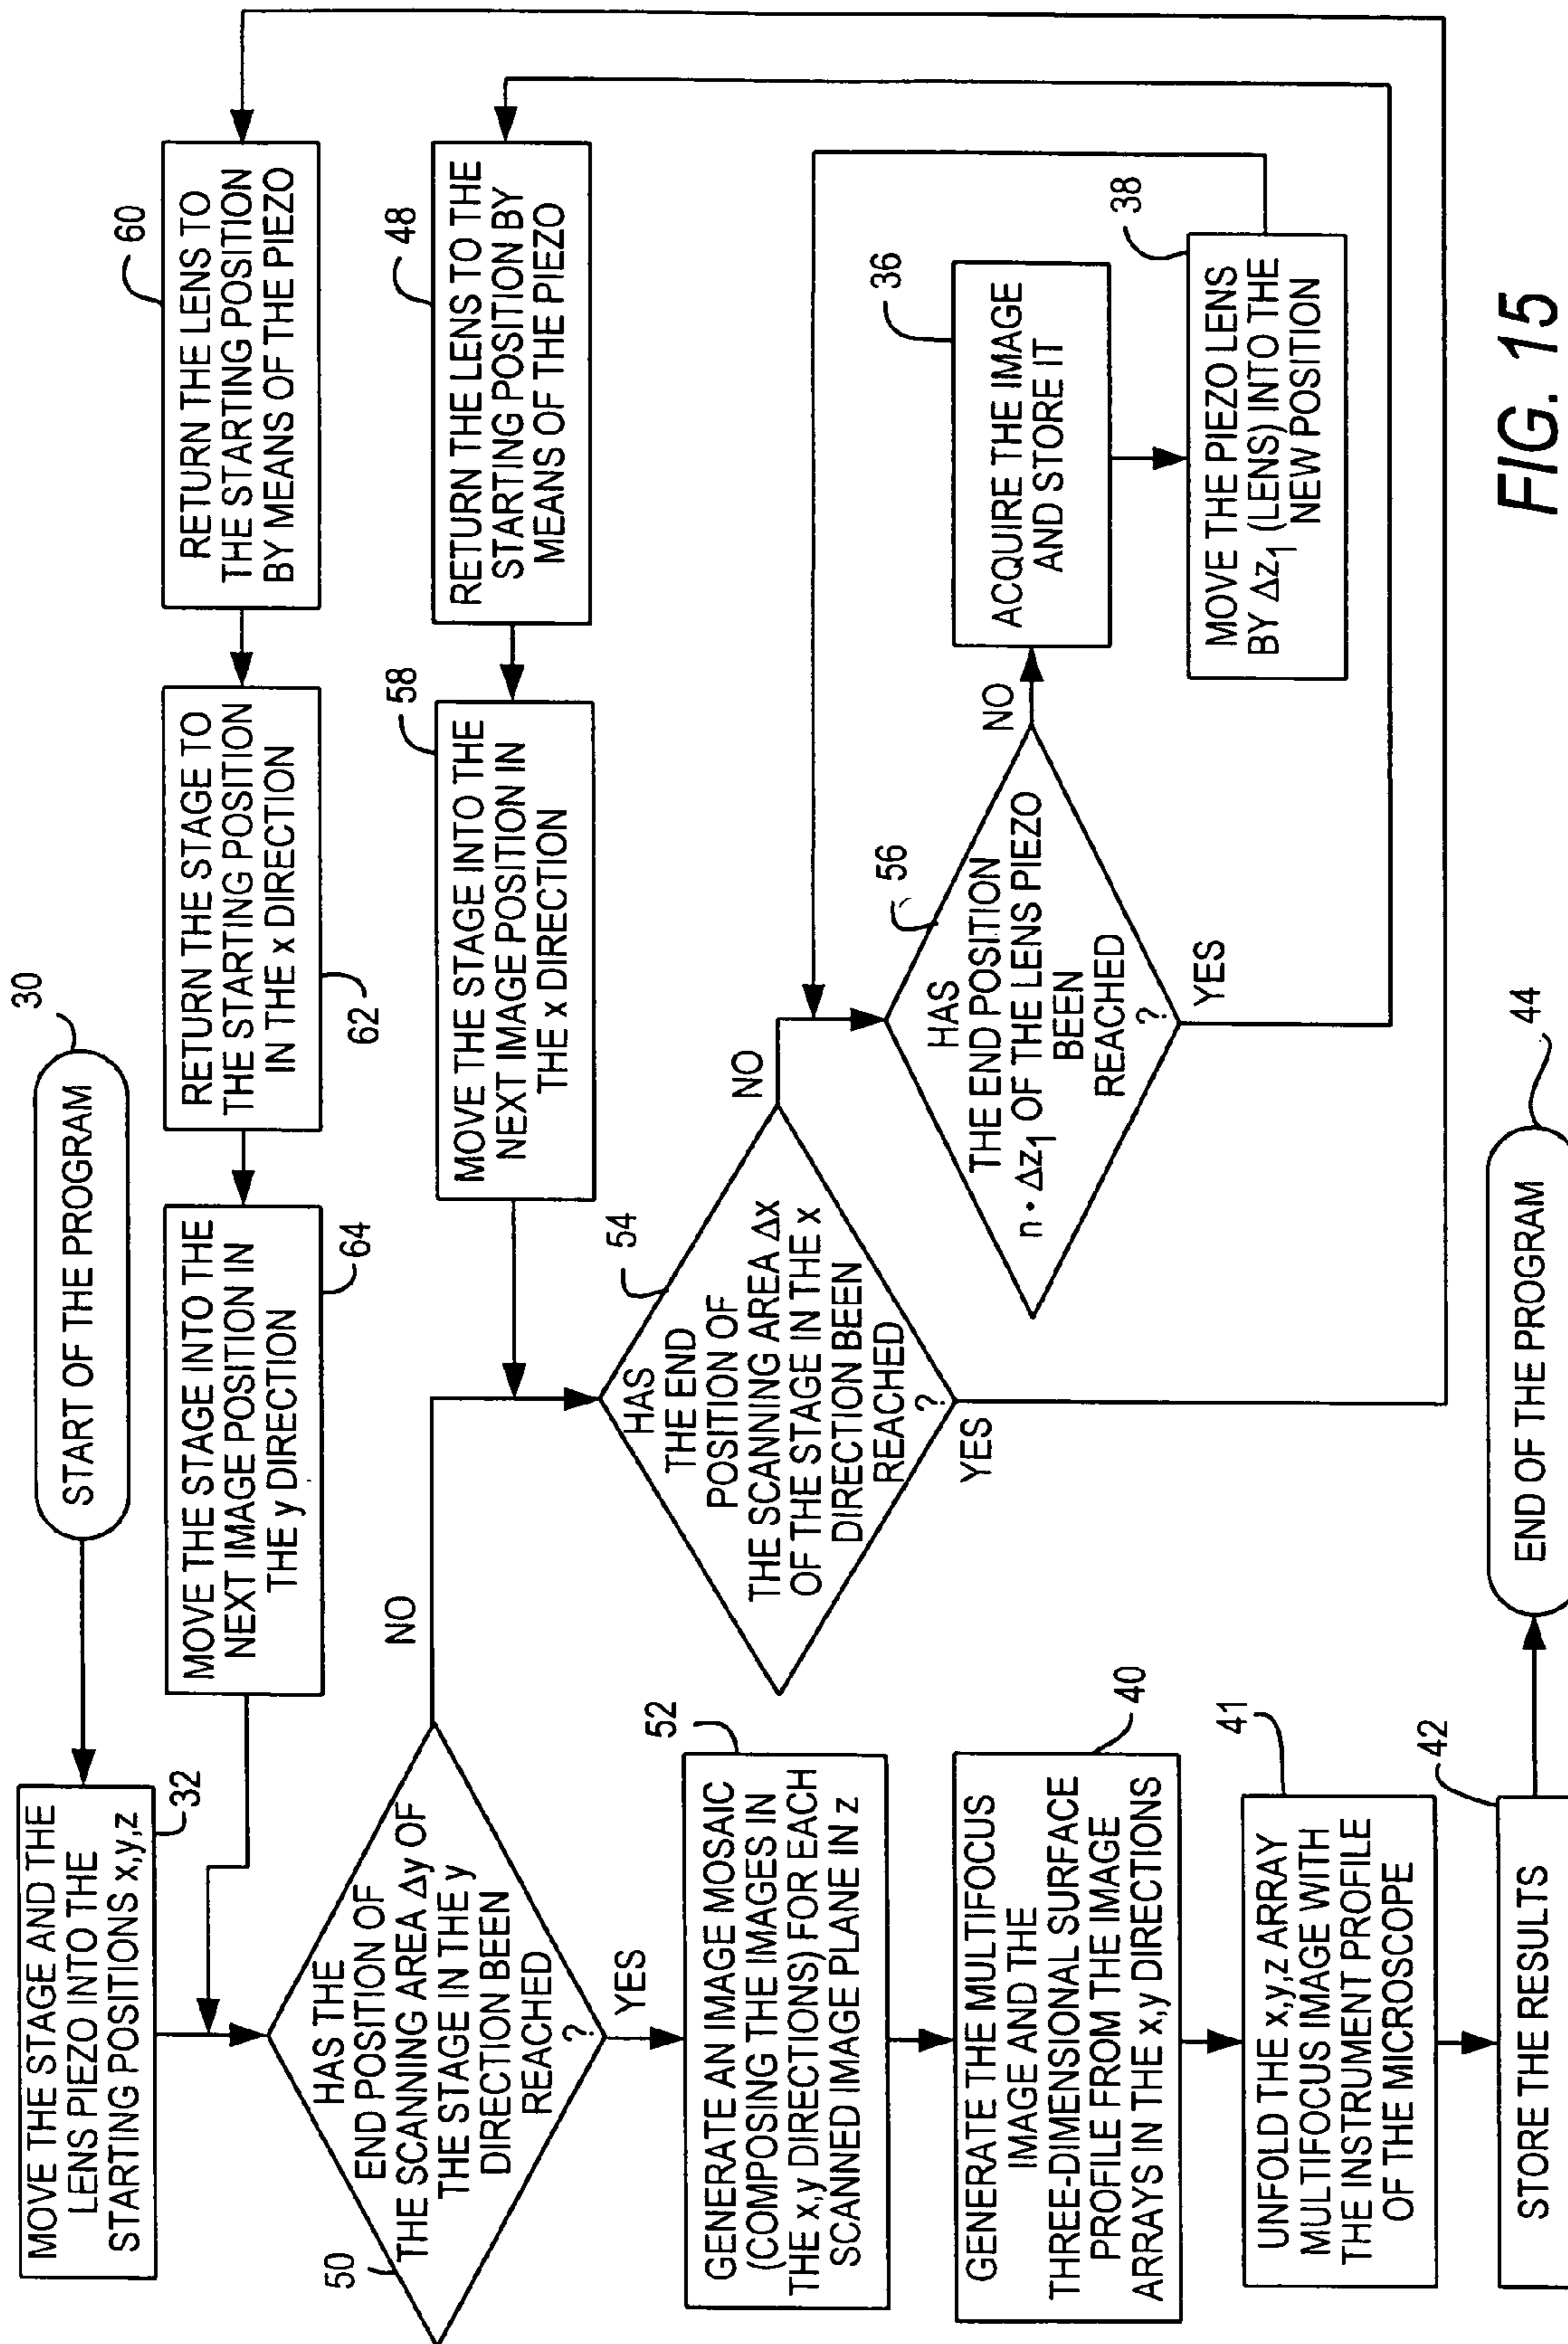 START OF THE PROGRAM
30
MOVE THE STAGE AND THE
LENS PIEZO INTO THE
STARTING POSITIONS x,y,z
32
MOVE THE STAGE INTO THE
NEXT IMAGE POSITION IN
THE y DIRECTION
64
RETURN THE STAGE TO
THE STARTING POSITION
IN THE x DIRECTION
62
RETURN THE LENS TO
THE STARTING POSITION
BY MEANS OF THE PIEZO
60
HAS THE
END POSITION OF
THE SCANNING AREA Δy OF
THE STAGE IN THE y
DIRECTION BEEN
REACHED
?
50
NO
YES
MOVE THE STAGE INTO THE
NEXT IMAGE POSITION IN
THE x DIRECTION
58
RETURN THE LENS TO THE
STARTING POSITION BY
MEANS OF THE PIEZO
48
HAS
THE END
POSITION OF
THE SCANNING AREA Δx
OF THE STAGE IN THE x
DIRECTION BEEN
REACHED
?
54
NO
YES
HAS
THE END POSITION
n • Δz₁ OF THE LENS PIEZO
BEEN
REACHED
?
56
NO
YES
ACQUIRE THE IMAGE
AND STORE IT
36
MOVE THE PIEZO LENS
BY Δz₁ (LENS) INTO THE
NEW POSITION
38
GENERATE AN IMAGE MOSAIC
(COMPOSING THE IMAGES IN
THE x,y DIRECTIONS) FOR EACH
SCANNED IMAGE PLANE IN z
52
GENERATE THE MULTIFOCUS
IMAGE AND THE
THREE-DIMENSIONAL SURFACE
PROFILE FROM THE IMAGE
ARRAYS IN THE x,y DIRECTIONS
40
UNFOLD THE x,y,z ARRAY
MULTIFOCUS IMAGE WITH
THE INSTRUMENT PROFILE
OF THE MICROSCOPE
41
STORE THE RESULTS
42
END OF THE PROGRAM
44
FIG. 15